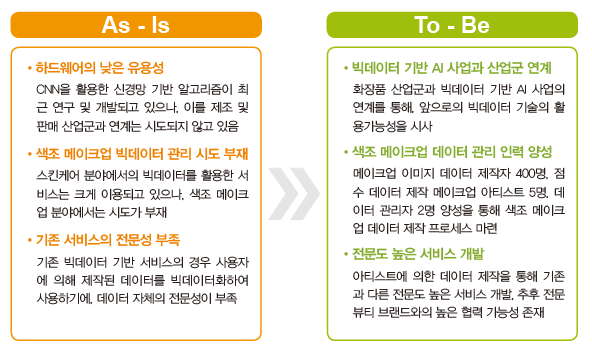 As - Is
• 하드웨어의 낮은 유용성
CNN을 활용한 신경망 기반 알고리즘이 최
근 연구 및 개발되고 있으나, 이를 제조 및
판매 산업군과 연계는 시도되지 않고 있음
• 색조 메이크업 빅데이터 관리 시도 부재
스킨케어 분야에서의 빅데이터를 활용한 서
비스는 크게 이용되고 있으나, 색조 메이크
업 분야에서는 시도가 부재
• 기존 서비스의 전문성 부족
기존 빅데이터 기반 서비스의 경우 사용자
에 의해 제작된 데이터를 빅데이터화하여
사용하기에, 데이터 자체의 전문성이 부족
To - Be
• 빅데이터 기반 AI 사업과 산업군 연계
화장품 산업군과 빅데이터 기반 AI 사업의
연계를 통해, 앞으로의 빅데이터 기술의 활
용가능성을 시사
• 색조 메이크업 데이터 관리 인력 양성
메이크업 이미지 데이터 제작자 400명, 점
수 데이터 제작 메이크업 아티스트 5명, 데
이터 관리자 2명 양성을 통해 색조 메이크
업 데이터 제작 프로세스 마련
• 전문도 높은 서비스 개발
아티스트에 의한 데이터 제작을 통해 기존
과 다른 전문도 높은 서비스 개발, 추후 전문
뷰티 브랜드와의 높은 협력 가능성 존재